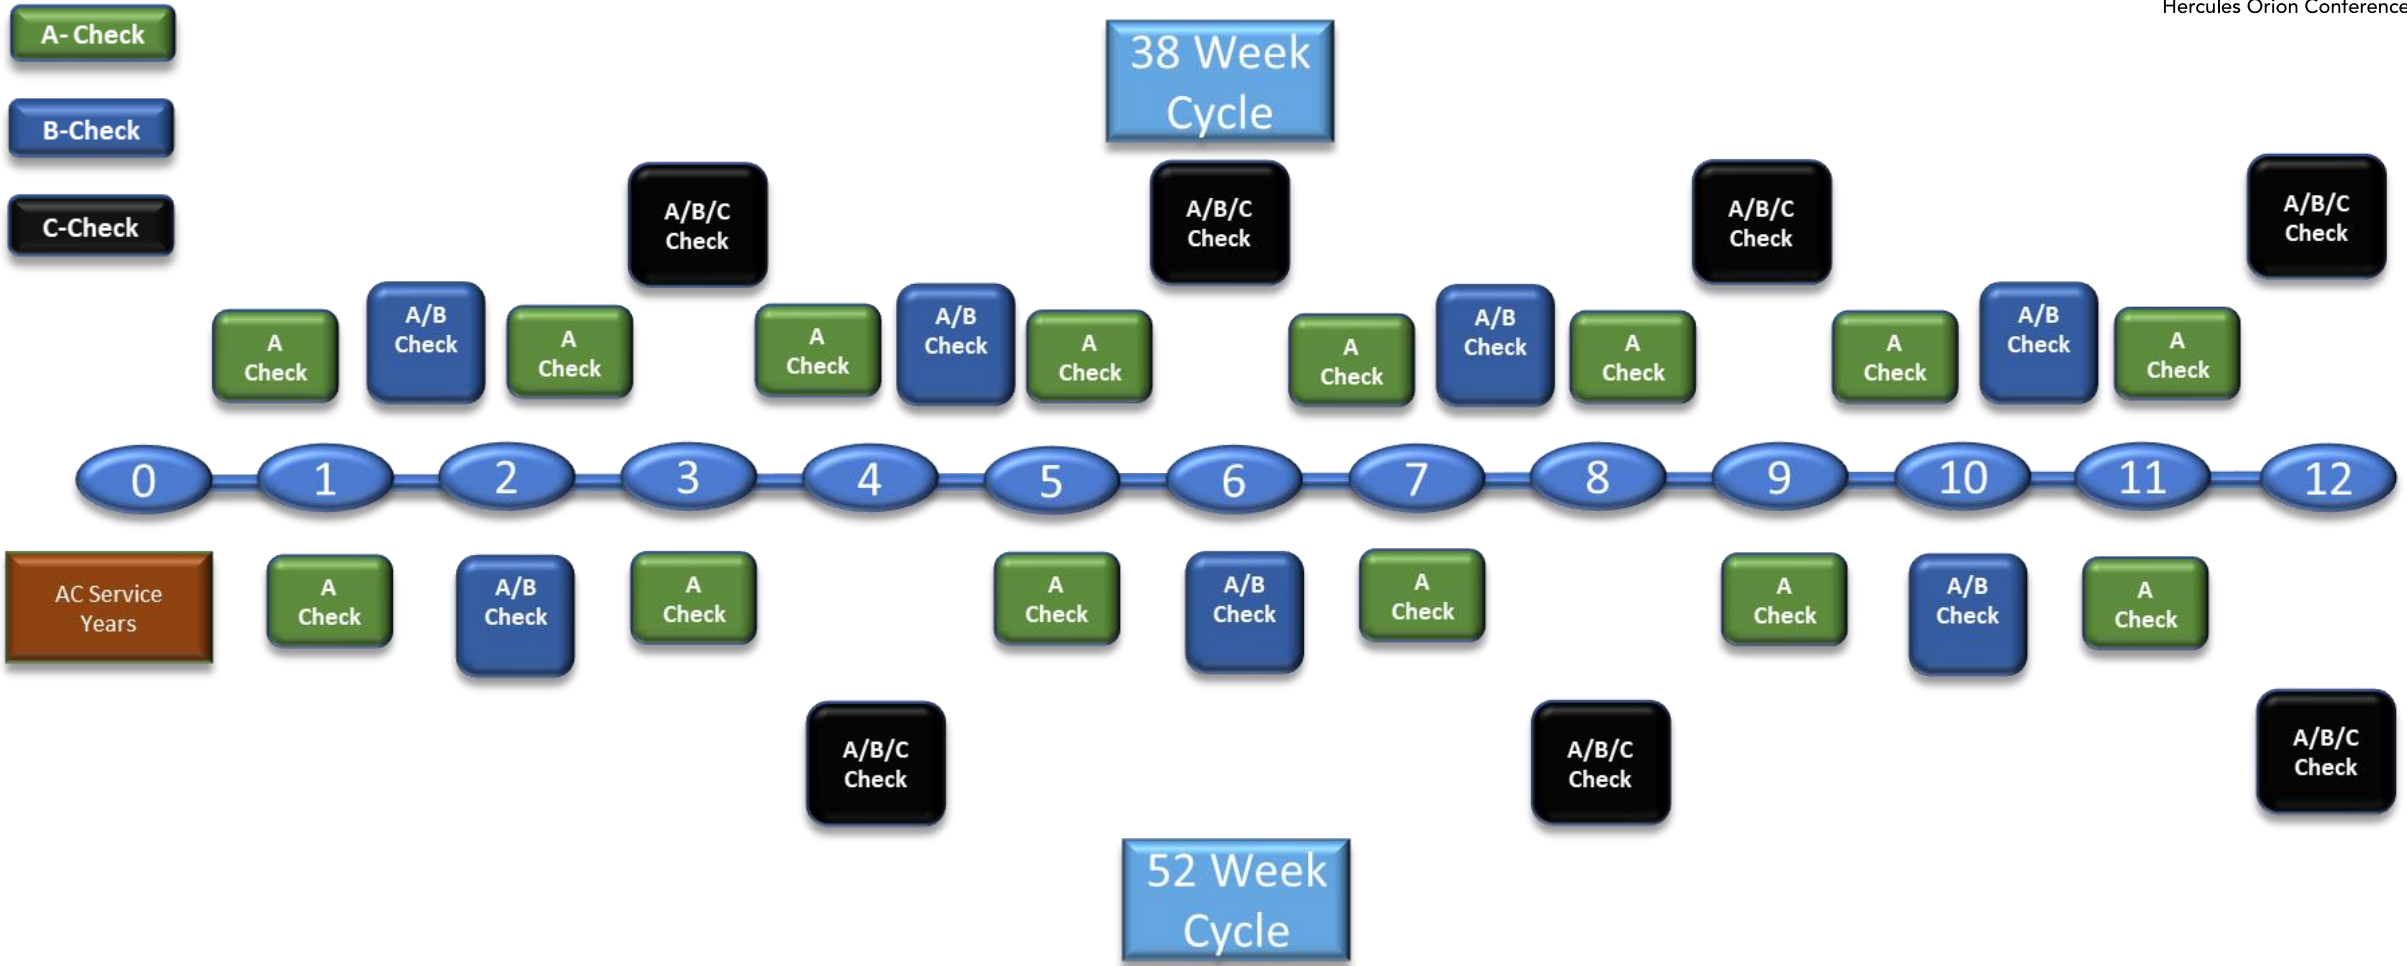 Hercules Orion Conference
A- Check
B-Check
C-Check
38 Week
Cycle
A/B/C
Check
A/B/C
Check
A/B/C
Check
A/B/C
Check
A
Check
A/B
Check
A
Check
A
Check
A/B
Check
A
Check
A
Check
A/B
Check
A
Check
A
Check
A/B
Check
A
Check
0 1 2 3 4 5 6 7 8 9 10 11 12
AC Service
Years
A
Check
A/B
Check
A
Check
A
Check
A/B
Check
A
Check
A
Check
A/B
Check
A
Check
A/B/C
Check
A/B/C
Check
A/B/C
Check
52 Week
Cycle